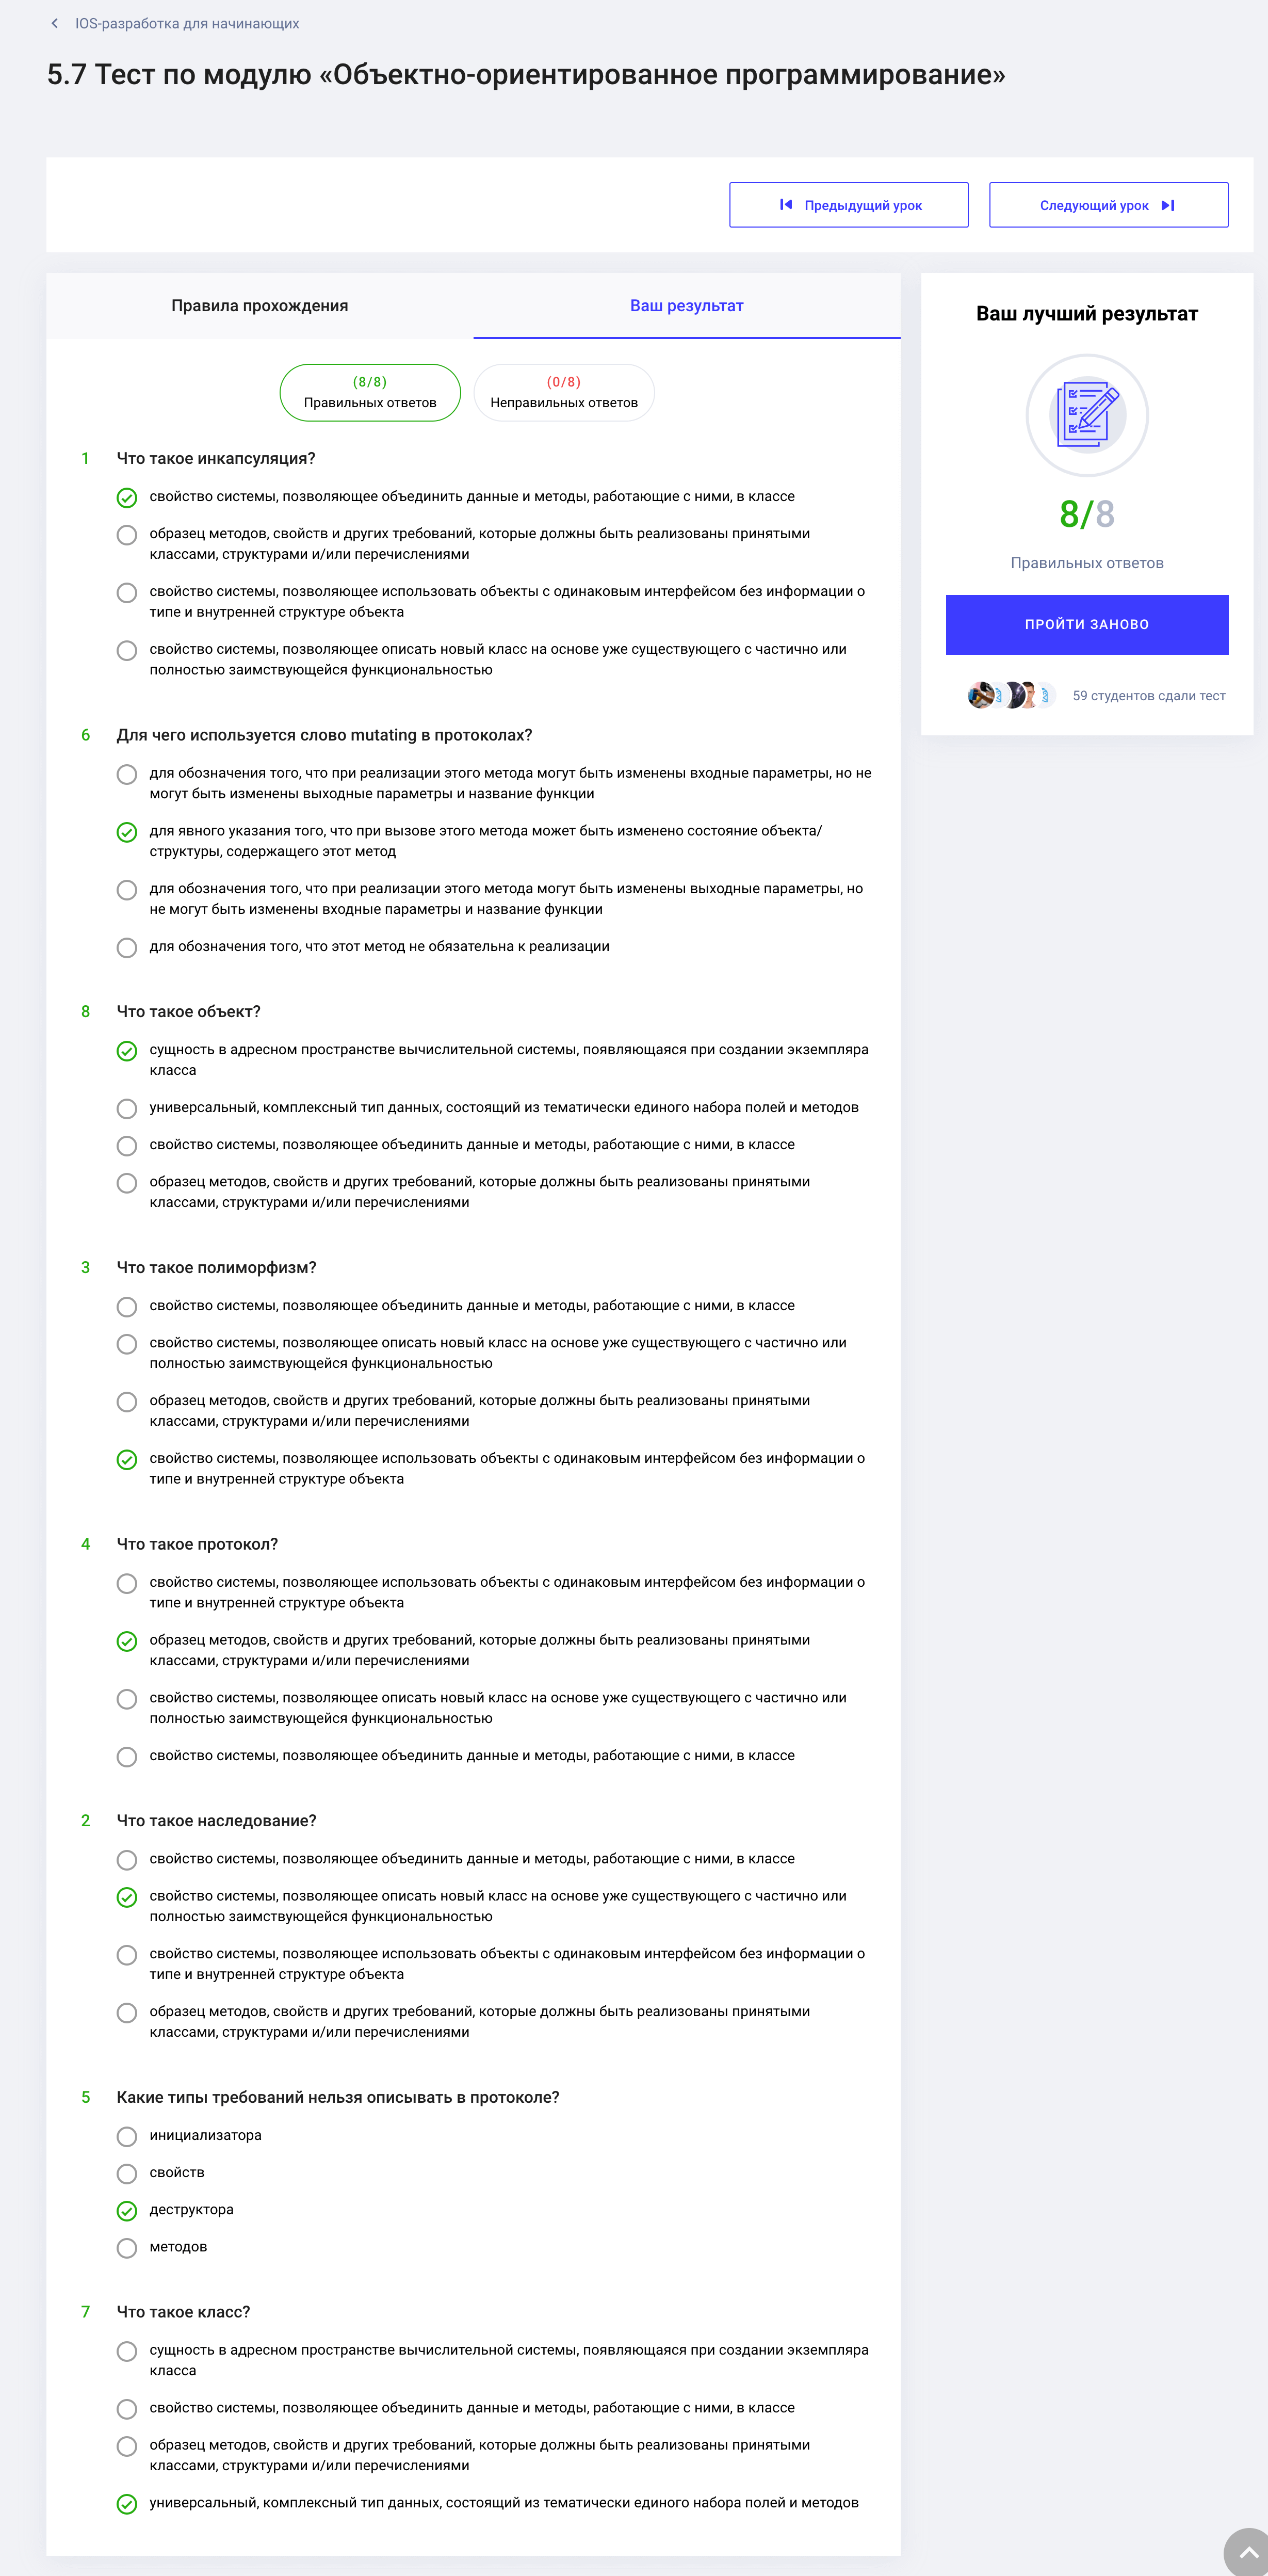 IOS-разработка для начинающих
5.7 Тест по модулю «Объектно-ориентированное программирование»
Предыдущий урок
Следующий урок
Правила прохождения
Ваш результат
(8/8)
Правильных ответов
(0/8)
Неправильных ответов
1 Что такое инкапсуляция?
свойство системы, позволяющее объединить данные и методы, работающие с ними, в классе
образец методов, свойств и других требований, которые должны быть реализованы принятыми
классами, структурами и/или перечислениями
свойство системы, позволяющее использовать объекты с одинаковым интерфейсом без информации о
типе и внутренней структуре объекта
свойство системы, позволяющее описать новый класс на основе уже существующего с частично или
полностью заимствующейся функциональностью
6 Для чего используется слово mutating в протоколах?
для обозначения того, что при реализации этого метода могут быть изменены входные параметры, но не
могут быть изменены выходные параметры и название функции
для явного указания того, что при вызове этого метода может быть изменено состояние объекта/
структуры, содержащего этот метод
для обозначения того, что при реализации этого метода могут быть изменены выходные параметры, но
не могут быть изменены входные параметры и название функции
для обозначения того, что этот метод не обязательна к реализации
8 Что такое объект?
сущность в адресном пространстве вычислительной системы, появляющаяся при создании экземпляра
класса
универсальный, комплексный тип данных, состоящий из тематически единого набора полей и методов
свойство системы, позволяющее объединить данные и методы, работающие с ними, в классе
образец методов, свойств и других требований, которые должны быть реализованы принятыми
классами, структурами и/или перечислениями
3 Что такое полиморфизм?
свойство системы, позволяющее объединить данные и методы, работающие с ними, в классе
свойство системы, позволяющее описать новый класс на основе уже существующего с частично или
полностью заимствующейся функциональностью
образец методов, свойств и других требований, которые должны быть реализованы принятыми
классами, структурами и/или перечислениями
свойство системы, позволяющее использовать объекты с одинаковым интерфейсом без информации о
типе и внутренней структуре объекта
4 Что такое протокол?
свойство системы, позволяющее использовать объекты с одинаковым интерфейсом без информации о
типе и внутренней структуре объекта
образец методов, свойств и других требований, которые должны быть реализованы принятыми
классами, структурами и/или перечислениями
свойство системы, позволяющее описать новый класс на основе уже существующего с частично или
полностью заимствующейся функциональностью
свойство системы, позволяющее объединить данные и методы, работающие с ними, в классе
2 Что такое наследование?
свойство системы, позволяющее объединить данные и методы, работающие с ними, в классе
свойство системы, позволяющее описать новый класс на основе уже существующего с частично или
полностью заимствующейся функциональностью
свойство системы, позволяющее использовать объекты с одинаковым интерфейсом без информации о
типе и внутренней структуре объекта
образец методов, свойств и других требований, которые должны быть реализованы принятыми
классами, структурами и/или перечислениями
5 Какие типы требований нельзя описывать в протоколе?
инициализатора
свойств
деструктора
методов
7 Что такое класс?
сущность в адресном пространстве вычислительной системы, появляющаяся при создании экземпляра
класса
свойство системы, позволяющее объединить данные и методы, работающие с ними, в классе
образец методов, свойств и других требований, которые должны быть реализованы принятыми
классами, структурами и/или перечислениями
универсальный, комплексный тип данных, состоящий из тематически единого набора полей и методов
Ваш лучший результат
8/8
Правильных ответов
ПРОЙТИ ЗАНОВО
59 студентов сдали тест